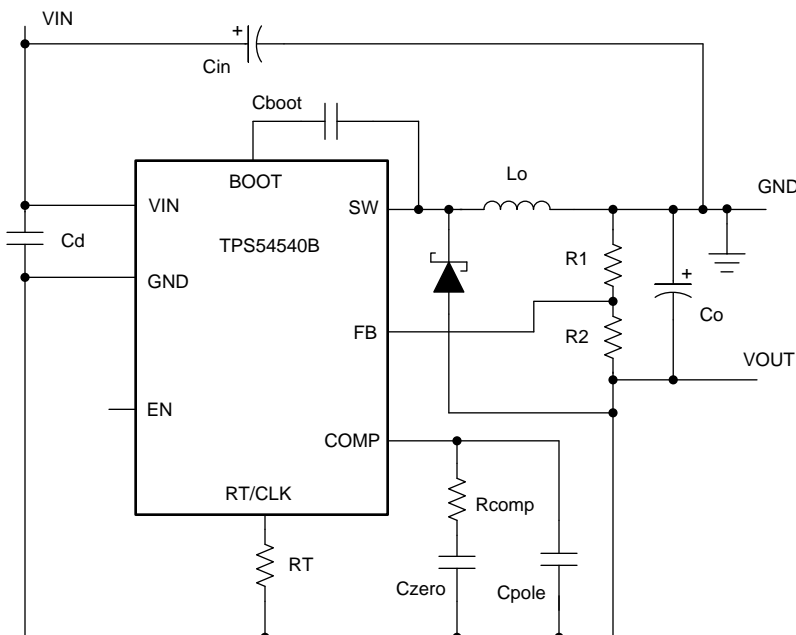 VIN
+
Cin
Cboot
BOOT
Lo
GND
VIN
SW
Cd
TPS54540B
R1
GND
+
Co
FB
R2
VOUT
EN
COMP
RT/CLK
Rcomp
RT
Czero
Cpole